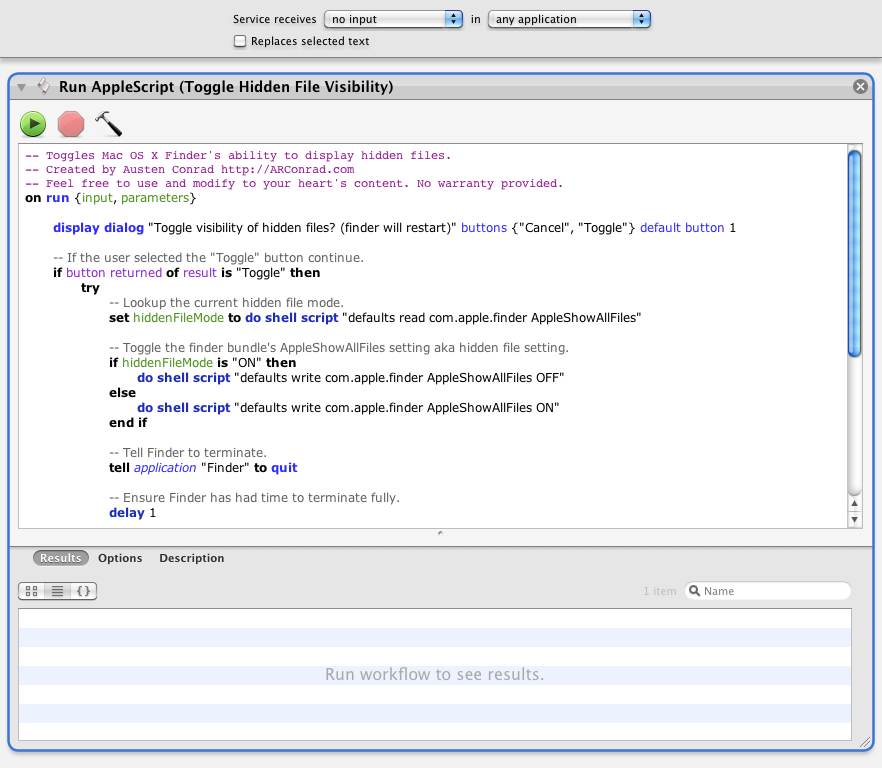 Service receives no input in any application
Replaces selected text
Run AppleScript (Toggle Hidden File Visibility)
-- Toggles Mac OS X Finder's ability to display hidden files.
-- Created by Austen Conrad http://ARConrad.com
-- Feel free to use and modify to your heart's content. No warranty provided.
on run {input, parameters}
display dialog "Toggle visibility of hidden files? (finder will restart)" buttons {"Cancel", "Toggle"} default button 1
-- If the user selected the "Toggle" button continue.
if button returned of result is "Toggle" then
try
-- Lookup the current hidden file mode.
set hiddenFileMode to do shell script "defaults read com.apple.finder AppleShowAllFiles"
-- Toggle the finder bundle's AppleShowAllFiles setting aka hidden file setting.
if hiddenFileMode is "ON" then
do shell script "defaults write com.apple.finder AppleShowAllFiles OFF"
else
do shell script "defaults write com.apple.finder AppleShowAllFiles ON"
end if
-- Tell Finder to terminate.
tell application "Finder" to quit
-- Ensure Finder has had time to terminate fully.
delay 1
Results Options Description
1 item Name
Run workflow to see results.